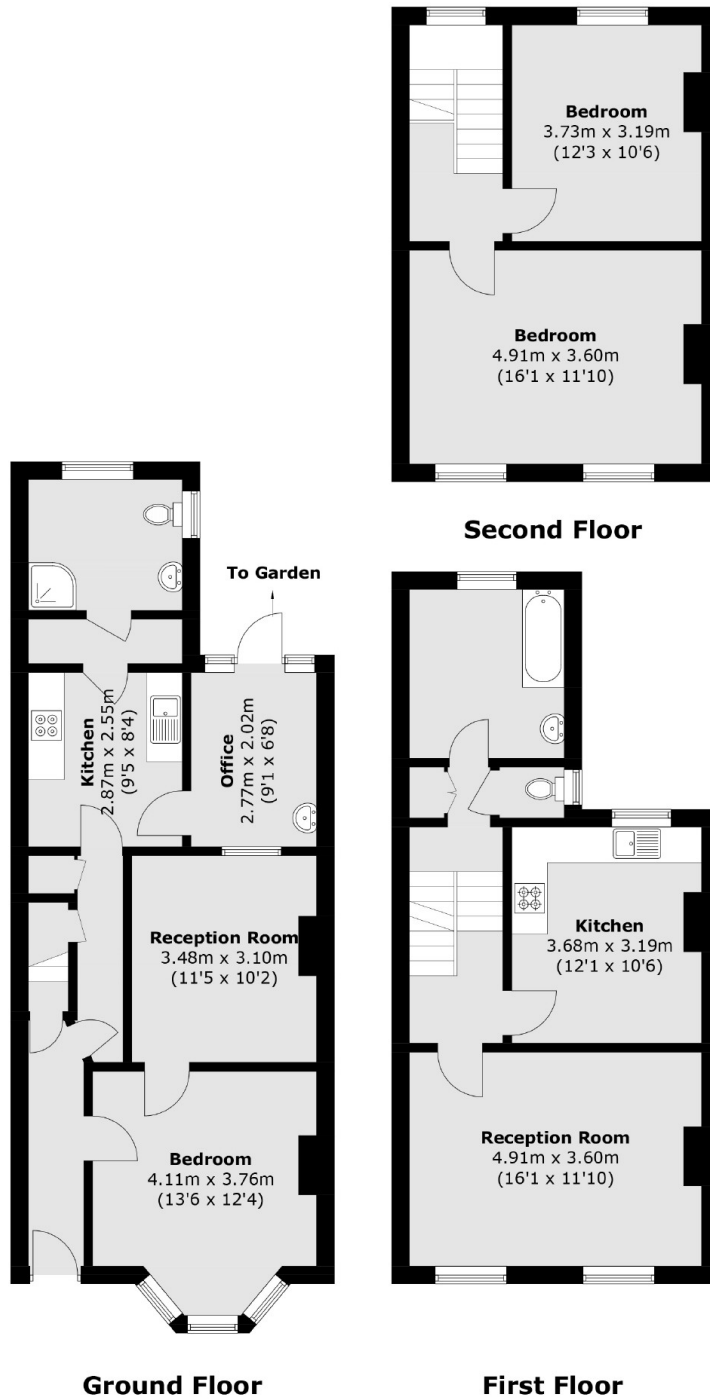 Bedroom
3.73m x 3.19m
(12'3 x 10'6)
Bedroom
4.91m x 3.60m
(16'1 x 11'10)
Second Floor
To Garden
Kitchen
2.87m x 2.55m
(9'5 x 8'4)
Office
2.77m x 2.02m
(9'1 x 6'8)
Reception Room
3.48m x 3.10m
(11'5 x 10'2)
Bedroom
4.11m x 3.76m
(13'6 x 12'4)
Ground Floor
Kitchen
3.68m x 3.19m
(12'1 x 10'6)
Reception Room
4.91m x 3.60m
(16'1 x 11'10)
First Floor